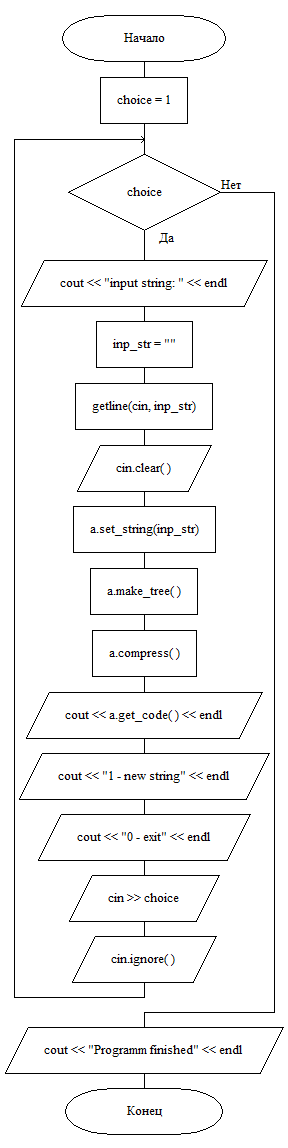 Начало
choice = 1
choice
Нет
Да
cout << "input string: " << endl
inp_str = ""
getline(cin, inp_str)
cin.clear( )
a.set_string(inp_str)
a.make_tree( )
a.compress( )
cout << a.get_code( ) << endl
cout << "1 - new string" << endl
cout << "0 - exit" << endl
cin >> choice
cin.ignore( )
cout << "Programm finished" << endl
Конец